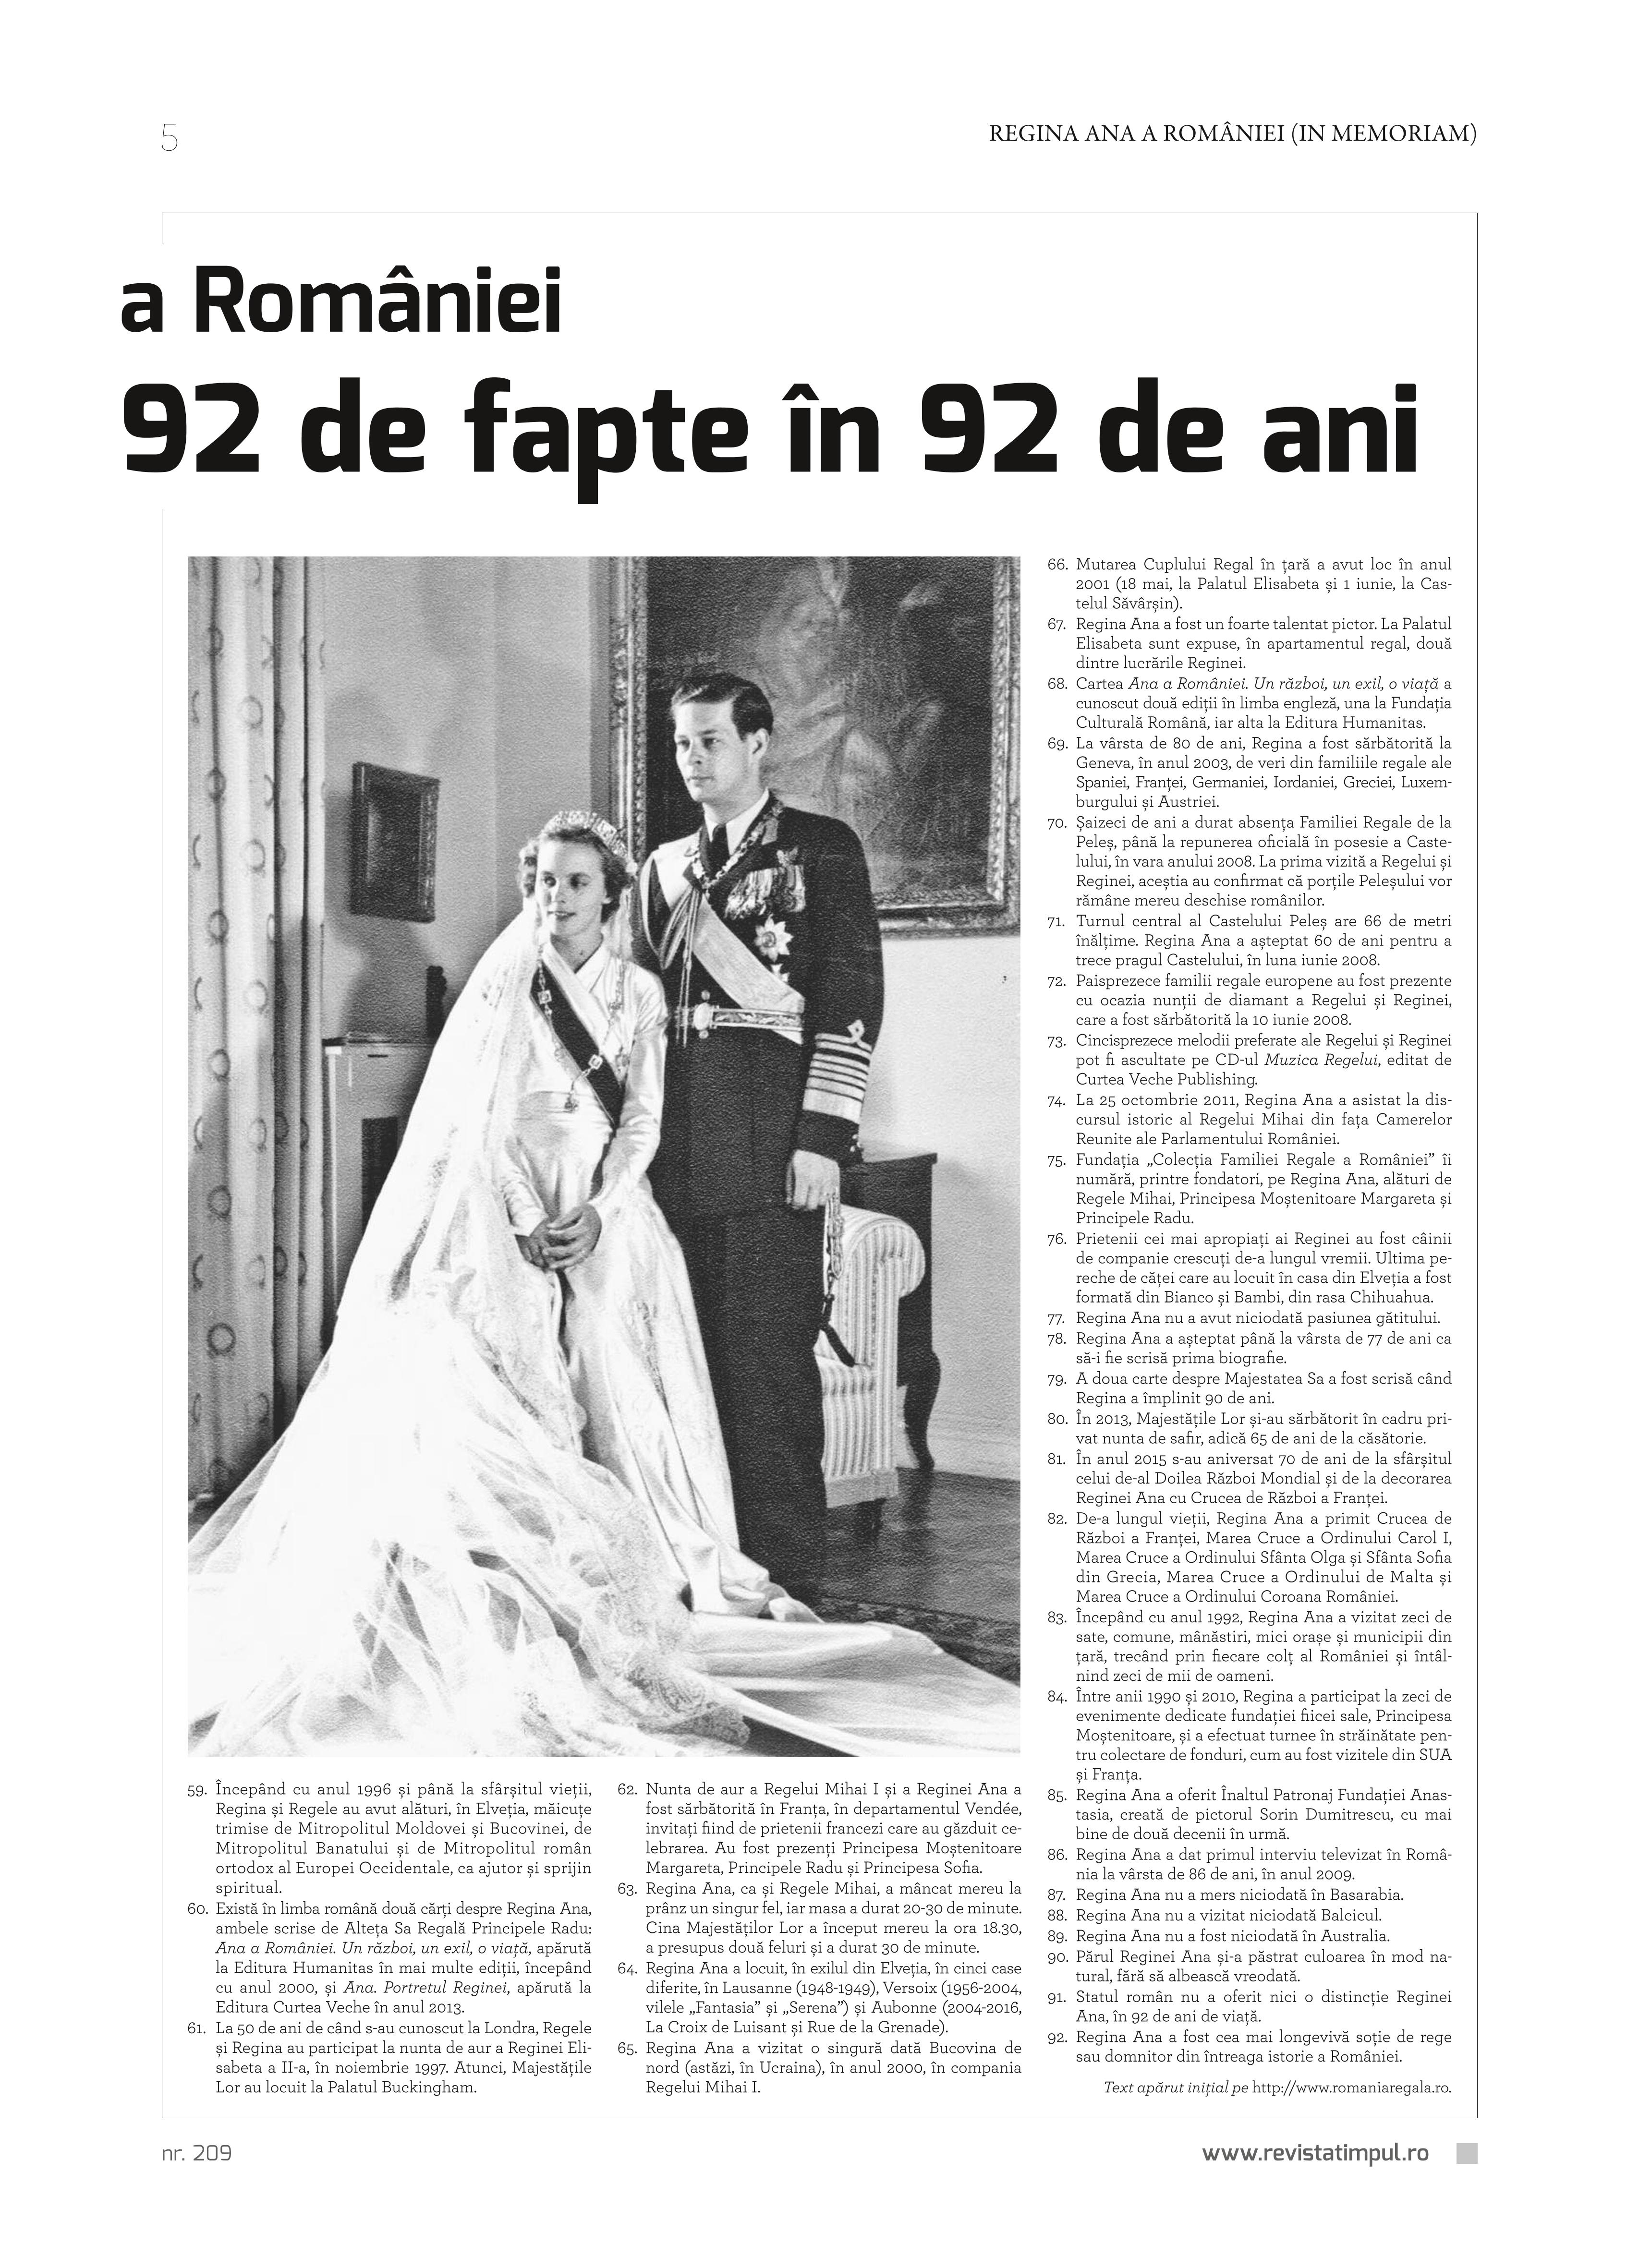 5
REGINA ANA A ROMÂNIEI (IN MEMORIAM)
a României
92 de fapte în 92 de ani
59. Începând cu anul 1996 și până la sfârșitul vieții,
Regina și Regele au avut alături, în Elveția, măicuțe
trimise de Mitropolitul Moldovei și Bucovinei, de
Mitropolitul Banatului și de Mitropolitul român
ortodox al Europei Occidentale, ca ajutor și sprijin
spiritual.
60. Există în limba română două cărți despre Regina Ana,
ambele scrise de Alteța Sa Regală Principele Radu:
Ana a României. Un război, un exil, o viață, apărută
la Editura Humanitas în mai multe ediții, începând
cu anul 2000, și Ana. Portretul Reginei, apărută la
Editura Curtea Veche în anul 2013.
61. La 50 de ani de când s-au cunoscut la Londra, Regele
și Regina au participat la nunta de aur a Reginei Eli-
sabeta a II-a, în noiembrie 1997. Atunci, Majestățile
Lor au locuit la Palatul Buckingham.
62. Nunta de aur a Regelui Mihai I și a Reginei Ana a
fost sărbătorită în Franța, în departamentul Vendée,
invitați fiind de prietenii francezi care au găzduit ce-
lebrarea. Au fost prezenți Principesa Moștenitoare
Margareta, Principele Radu și Principesa Sofia.
63. Regina Ana, ca și Regele Mihai, a mâncat mereu la
prânz un singur fel, iar masa a durat 20-30 de minute.
Cina Majestăților Lor a început mereu la ora 18.30,
a presupus două feluri și a durat 30 de minute.
64. Regina Ana a locuit, în exilul din Elveția, în cinci case
diferite, în Lausanne (1948-1949), Versoix (1956-2004,
vilele „Fantasia” și „Serena”) și Aubonne (2004-2016,
La Croix de Luisant și Rue de la Grenade).
65. Regina Ana a vizitat o singură dată Bucovina de
nord (astăzi, în Ucraina), în anul 2000, în compania
Regelui Mihai I.
66. Mutarea Cuplului Regal în țară a avut loc în anul
2001 (18 mai, la Palatul Elisabeta și 1 iunie, la Cas-
telul Săvârșin).
67. Regina Ana a fost un foarte talentat pictor. La Palatul
Elisabeta sunt expuse, în apartamentul regal, două
dintre lucrările Reginei.
68. Cartea Ana a României. Un război, un exil, o viață a
cunoscut două ediții în limba engleză, una la Fundația
Culturală Română, iar alta la Editura Humanitas.
69. La vârsta de 80 de ani, Regina a fost sărbătorită la
Geneva, în anul 2003, de veri din familiile regale ale
Spaniei, Franței, Germaniei, Iordaniei, Greciei, Luxem-
burgului și Austriei.
70. Șaizeci de ani a durat absența Familiei Regale de la
Peleș, până la repunerea oficială în posesie a Caste-
lului, în vara anului 2008. La prima vizită a Regelui și
Reginei, aceștia au confirmat că porțile Peleșului vor
rămâne mereu deschise românilor.
71. Turnul central al Castelului Peleș are 66 de metri
înălțime. Regina Ana a așteptat 60 de ani pentru a
trece pragul Castelului, în luna iunie 2008.
72. Paisprezece familii regale europene au fost prezente
cu ocazia nunții de diamant a Regelui și Reginei,
care a fost sărbătorită la 10 iunie 2008.
73. Cincisprezece melodii preferate ale Regelui și Reginei
pot fi ascultate pe CD-ul Muzica Regelui, editat de
Curtea Veche Publishing.
74. La 25 octombrie 2011, Regina Ana a asistat la dis-
cursul istoric al Regelui Mihai din fața Camerelor
Reunite ale Parlamentului României.
75. Fundația „Colecția Familiei Regale a României” îi
numără, printre fondatori, pe Regina Ana, alături de
Regele Mihai, Principesa Moștenitoare Margareta și
Principele Radu.
76. Prietenii cei mai apropiați ai Reginei au fost câinii
de companie crescuți de-a lungul vremii. Ultima pe-
reche de căței care au locuit în casa din Elveția a fost
formată din Bianco și Bambi, din rasa Chihuahua.
77. Regina Ana nu a avut niciodată pasiunea gătitului.
78. Regina Ana a așteptat până la vârsta de 77 de ani ca
să-i fie scrisă prima biografie.
79. A doua carte despre Majestatea Sa a fost scrisă când
Regina a împlinit 90 de ani.
80. În 2013, Majestățile Lor și-au sărbătorit în cadru pri-
vat nunta de safir, adică 65 de ani de la căsătorie.
81. În anul 2015 s-au aniversat 70 de ani de la sfârșitul
celui de-al Doilea Război Mondial și de la decorarea
Reginei Ana cu Crucea de Război a Franței.
82. De-a lungul vieții, Regina Ana a primit Crucea de
Război a Franței, Marea Cruce a Ordinului Carol I,
Marea Cruce a Ordinului Sfânta Olga și Sfânta Sofia
din Grecia, Marea Cruce a Ordinului de Malta și
Marea Cruce a Ordinului Coroana României.
83. Începând cu anul 1992, Regina Ana a vizitat zeci de
sate, comune, mânăstiri, mici orașe și municipii din
țară, trecând prin fiecare colț al României și întâl-
nind zeci de mii de oameni.
84. Între anii 1990 și 2010, Regina a participat la zeci de
evenimente dedicate fundației fiicei sale, Principesa
Moștenitoare, și a efectuat turnee în străinătate pen-
tru colectare de fonduri, cum au fost vizitele din SUA
și Franța.
85. Regina Ana a oferit Înaltul Patronaj Fundației Anas-
tasia, creată de pictorul Sorin Dumitrescu, cu mai
bine de două decenii în urmă.
86. Regina Ana a dat primul interviu televizat în Româ-
nia la vârsta de 86 de ani, în anul 2009.
87. Regina Ana nu a mers niciodată în Basarabia.
88. Regina Ana nu a vizitat niciodată Balcicul.
89. Regina Ana nu a fost niciodată în Australia.
90. Părul Reginei Ana și-a păstrat culoarea în mod na-
tural, fără să albească vreodată.
91. Statul român nu a oferit nici o distincție Reginei
Ana, în 92 de ani de viață.
92. Regina Ana a fost cea mai longevivă soție de rege
sau domnitor din întreaga istorie a României.
Text apărut inițial pe http://www.romaniaregala.ro.
nr. 209
www.revistatimpul.ro